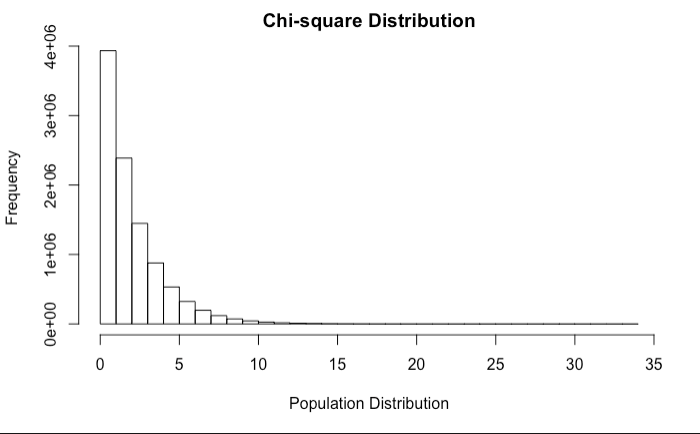 Chi-square Distribution
Frequency
4e+06
3e+06
2e+06
1e+06
0e+00
0 5 10 15 20 25 30 35
Population Distribution